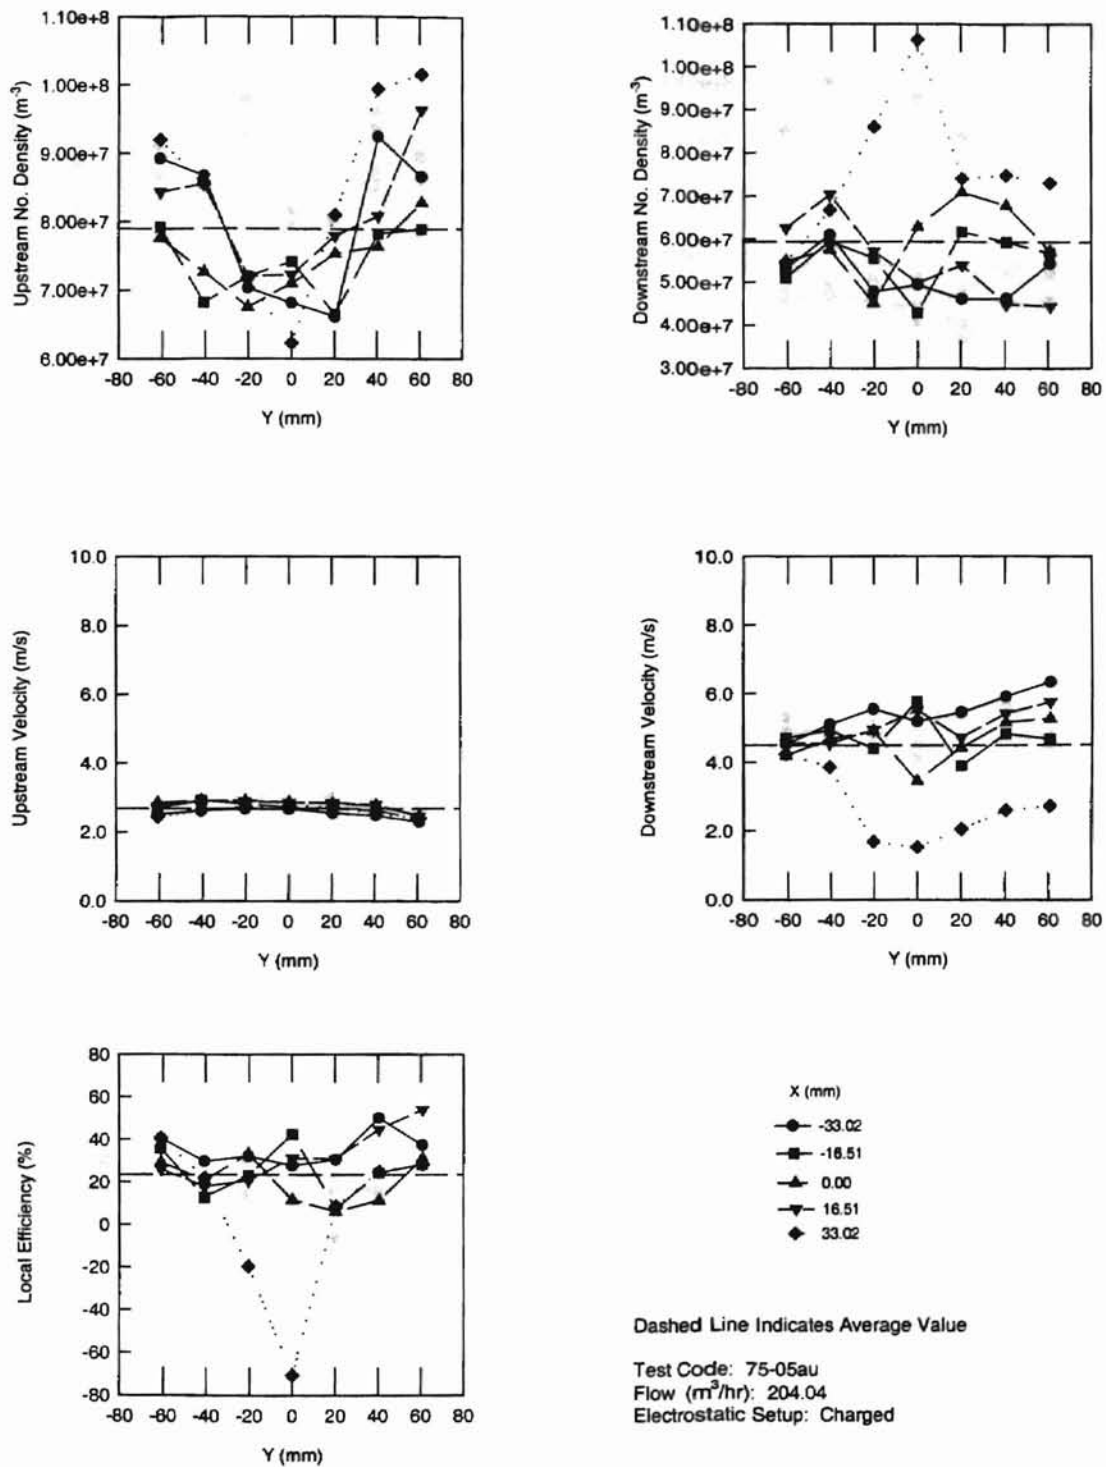 1.10e+8
1.00e+8
9.00e+7
8.00e+7
7.00e+7
6.00e+7
-80 -60 -40 -20 0 20 40 60 80
Y (mm)
Upstream No. Density (m-3)
1.10e+8
1.00e+8
9.00e+7
8.00e+7
7.00e+7
6.00e+7
5.00e+7
4.00e+7
3.00e+7
-80 -60 -40 -20 0 20 40 60 80
Y (mm)
Downstream No. Density (m-3)
10.0
8.0
6.0
4.0
2.0
0.0
-80 -60 -40 -20 0 20 40 60 80
Y (mm)
Upstream Velocity (m/s)
10.0
8.0
6.0
4.0
2.0
0.0
-80 -60 -40 -20 0 20 40 60 80
Y (mm)
Downstream Velocity (m/s)
80
60
40
20
0
-20
-40
-60
-80
-80 -60 -40 -20 0 20 40 60 80
Y (mm)
Local Efficiency (%)
X (mm)
-33.02
-16.51
0.00
16.51
33.02
Dashed Line Indicates Average Value
Test Code: 75-05au
Flow (m3/hr): 204.04
Electrostatic Setup: Charged